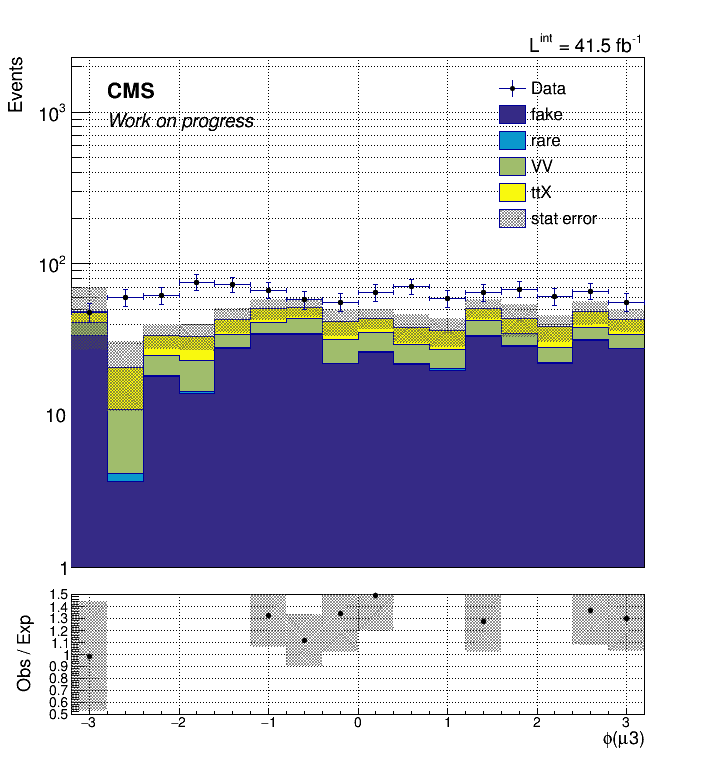 L^int = 41.5 fb^-1
Events
CMS
Work on progress
Data
fake
rare
VV
ttX
stat error
10^3
10^2
10
1
Obs / Exp
1.5
1.4
1.3
1.2
1.1
1
0.9
0.8
0.7
0.6
0.5
−3 −2 −1 0 1 2 3
ϕ(μ3)